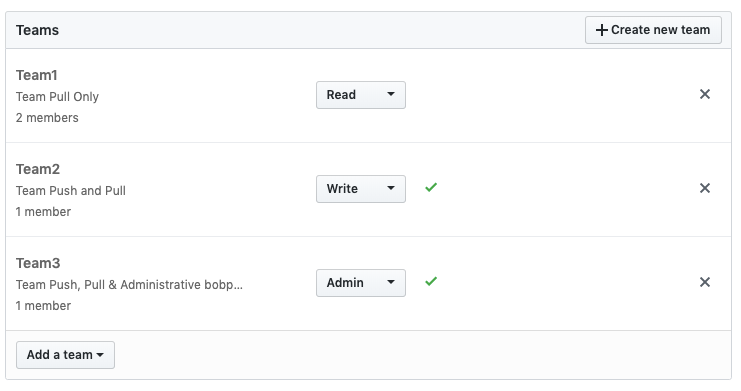 Teams
Create new team
Team1
Team Pull Only
2 members
Read
Team2
Team Push and Pull
1 member
Write
Team3
Team Push, Pull & Administrative bobp...
1 member
Admin
Add a team